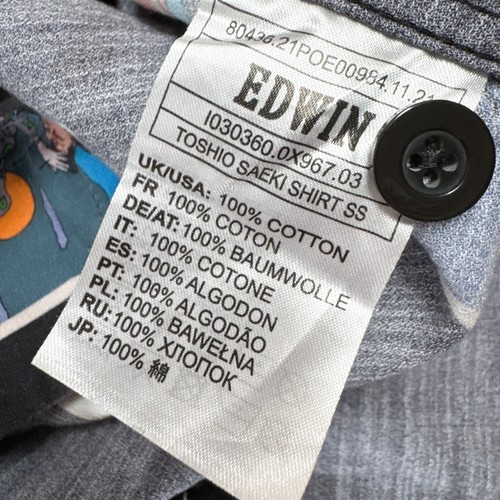 80436.21POE00984.11.21
EDWIN
I030360.0X967.03
TOSHIO SAEKI SHIRT SS
UK/USA: 100% COTTON
FR 100% COTON
DE/AT: 100% BAUMWOLLE
IT: 100% COTONE
ES: 100% ALGODON
PT: 100% ALGODÃO
PL: 100% BAWEŁNA
RU: 100% ХЛОПОК
JP: 100% 綿